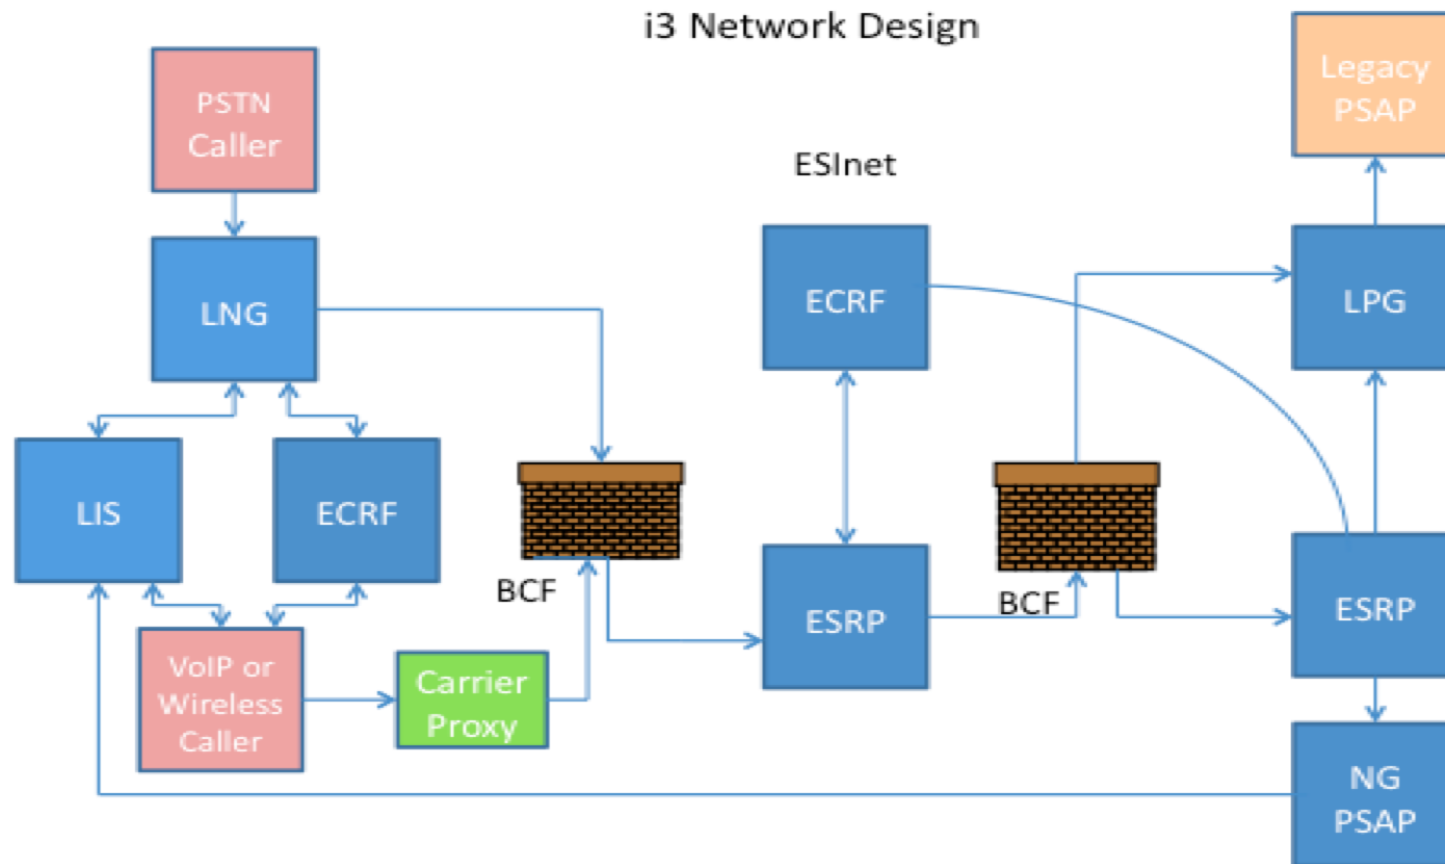 i3 Network Design
PSTN
Caller
Legacy
PSAP
ESInet
LNG
ECRF
LPG
LIS
ECRF
BCF
BCF
ESRP
ESRP
VoIP or
Wireless
Caller
Carrier
Proxy
NG
PSAP